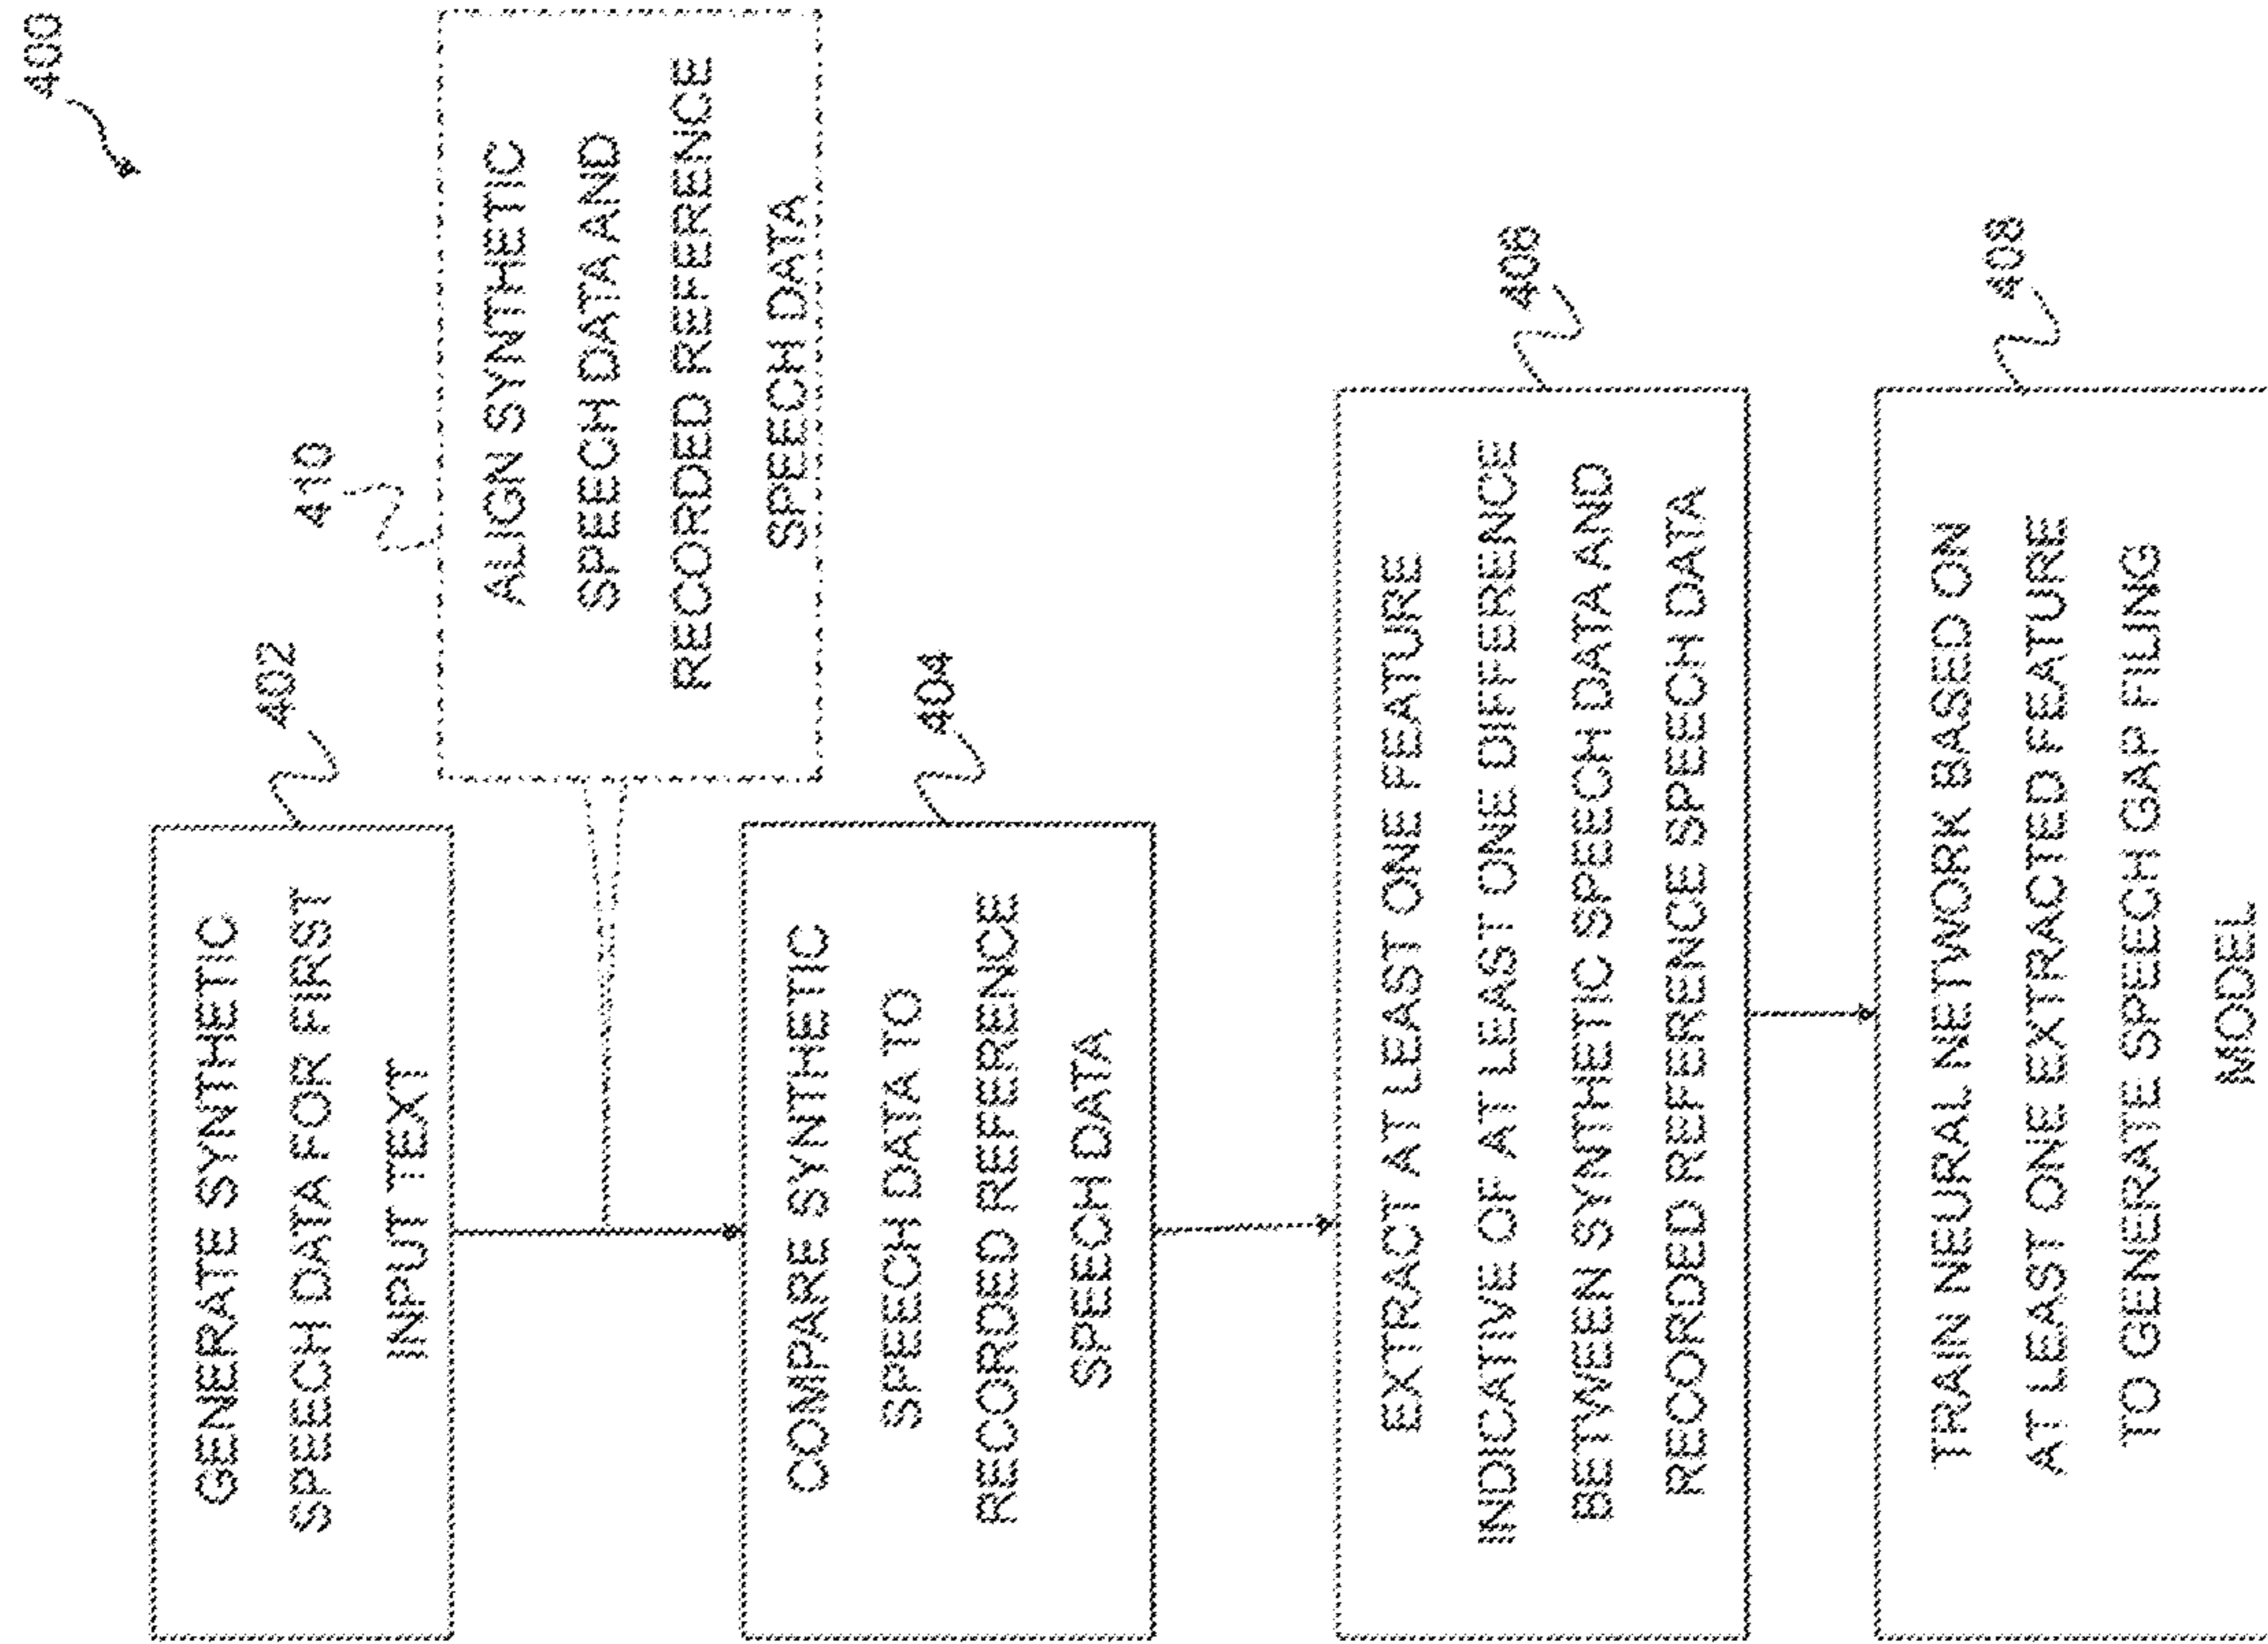 400
402
GENERATE SYNTHETIC
SPEECH DATA FOR FIRST
INPUT TEXT
410
ALIGN SYNTHETIC
SPEECH DATA AND
RECORDED REFERENCE
SPEECH DATA
404
COMPARE SYNTHETIC
SPEECH DATA TO
RECORDED REFERENCE
SPEECH DATA
406
EXTRACT AT LEAST ONE FEATURE
INDICATIVE OF AT LEAST ONE DIFFERENCE
BETWEEN SYNTHETIC SPEECH DATA AND
RECORDED REFERENCE SPEECH DATA
408
TRAIN NEURAL NETWORK BASED ON
AT LEAST ONE EXTRACTED FEATURE
TO GENERATE SPEECH GAP FILING
MODEL